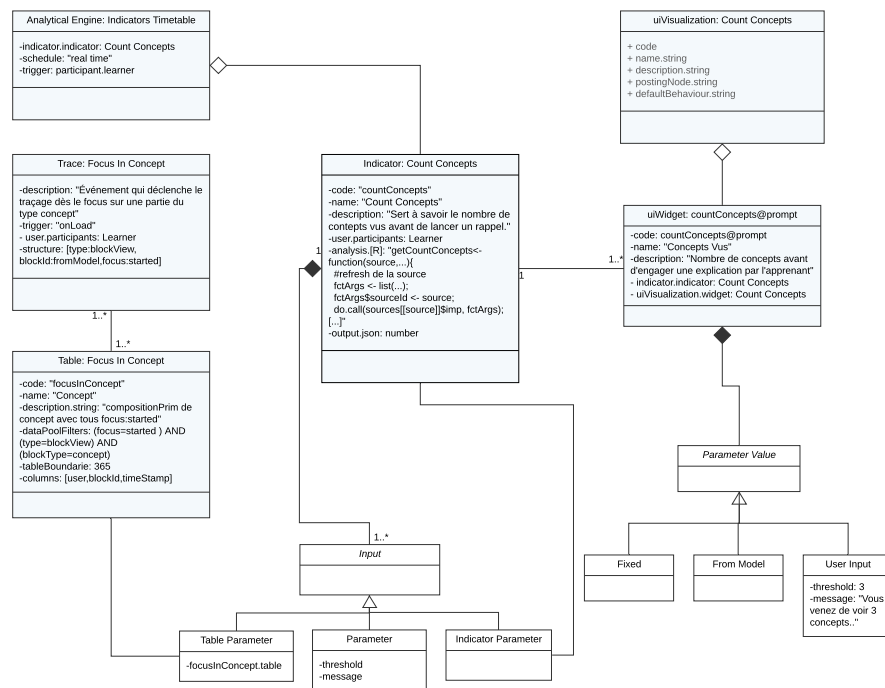 Analytical Engine: Indicators Timetable
-indicator.indicator: Count Concepts
-schedule: "real time"
-trigger: participant.learner
uiVisualization: Count Concepts
+ code
+ name.string
+ description.string
+ postingNode.string
+ defaultBehaviour.string
Trace: Focus In Concept
-description: "Événement qui déclenche le
traçage dès le focus sur une partie du
type concept"
-trigger: "onLoad"
- user.participants: Learner
-structure: [type:blockView,
blockId:fromModel,focus:started]
1..*
1..*
Indicator: Count Concepts
-code: "countConcepts"
-name: "Count Concepts"
-description: "Sert à savoir le nombre de
contepts vus avant de lancer un rappel."
-user.participants: Learner
-analysis.[R]: "getCountConcepts<-
function(source,...){
#refresh de la source
fctArgs <- list(...);
fctArgs$sourceId <- source;
do.call(sources[[source]]$imp, fctArgs);
[...]"
-output.json: number
1
1
1..*
uiWidget: countConcepts@prompt
-code: countConcepts@prompt
-name: "Concepts Vus"
-description: "Nombre de concepts avant
d'engager une explication par l'apprenant"
- indicator.indicator: Count Concepts
- uiVisualization.widget: Count Concepts
Table: Focus In Concept
-code: "focusInConcept"
-name: "Concept"
-description.string: "compositionPrim de
concept avec tous focus:started"
-dataPoolFilters: (focus=started ) AND
(type=blockView) AND
(blockType=concept)
-tableBoundarie: 365
-columns: [user,blockId,timeStamp]
Parameter Value
1..*
Input
Fixed
From Model
User Input
-threshold: 3
-message: "Vous
venez de voir 3
concepts.."
Table Parameter
-focusInConcept.table
Parameter
-threshold
-message
Indicator Parameter